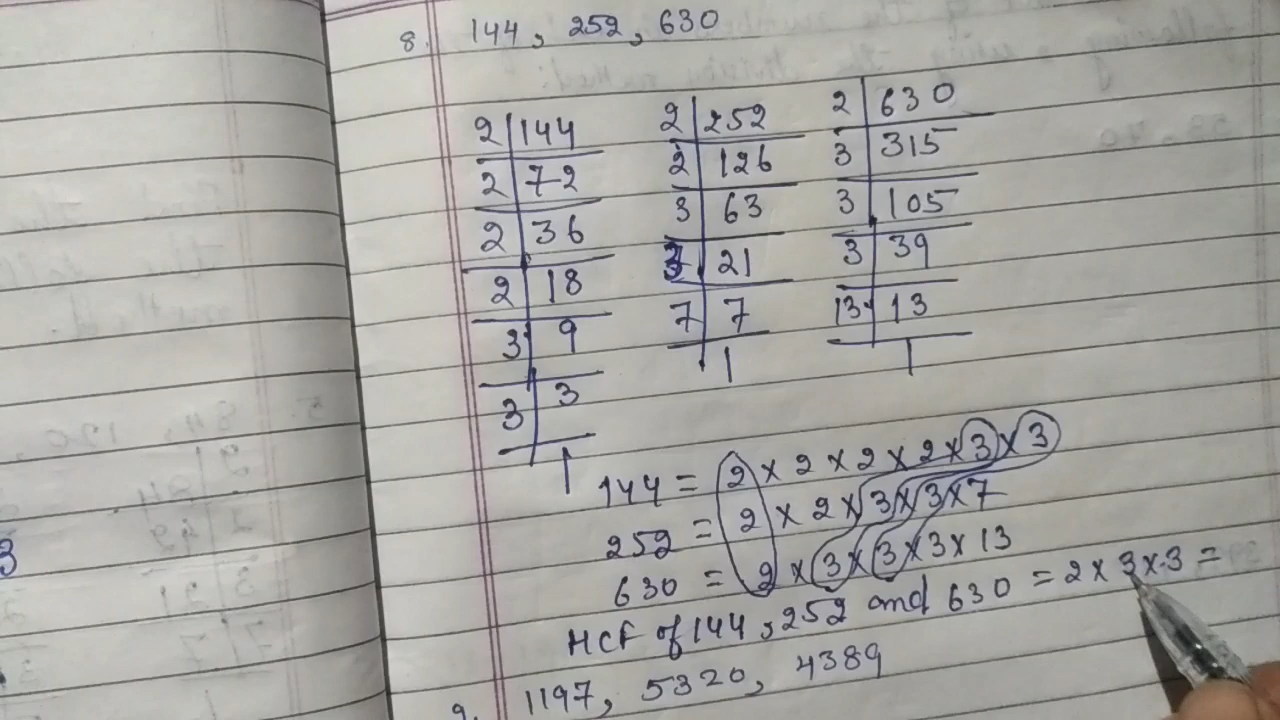 8. 144, 252, 630
2 | 144
2 | 72
2 | 36
2 | 18
3 | 9
3 | 3
1
2 | 252
2 | 126
3 | 63
3 | 21
7 | 7
1
2 | 630
3 | 315
3 | 105
3 | 39
13 | 13
1
144 = 2 × 2 × 2 × 2 × 3 × 3
252 = 2 × 2 × 3 × 3 × 7
630 = 2 × 3 × 3 × 3 × 13
HCF of 144, 252 and 630 = 2 × 3 × 3 =
9. 1197, 5320, 4389